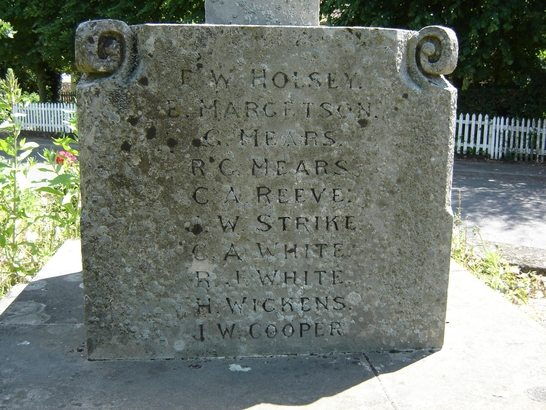 F. W. HOLSEY.
E. MARGETSON.
G. MEARS.
R. G. MEARS.
C. A. REEVE.
W. STRIKE
C. A. WHITE.
R. J. WHITE.
H. WICKENS.
J. W. COOPER.